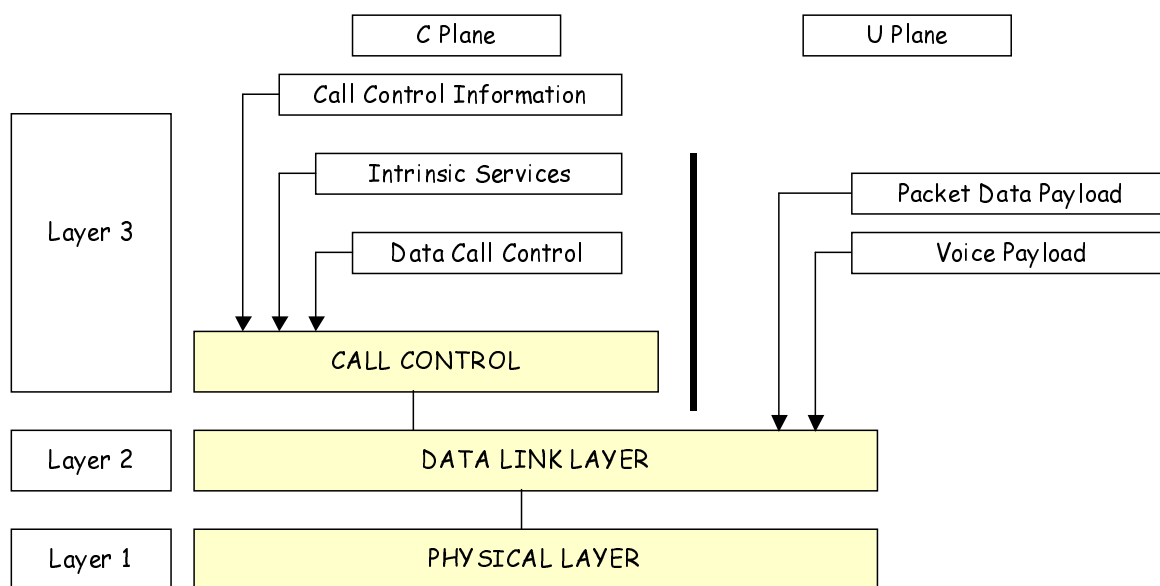 C Plane
U Plane
Call Control Information
Intrinsic Services
Packet Data Payload
Layer 3
Data Call Control
Voice Payload
CALL CONTROL
Layer 2
DATA LINK LAYER
Layer 1
PHYSICAL LAYER